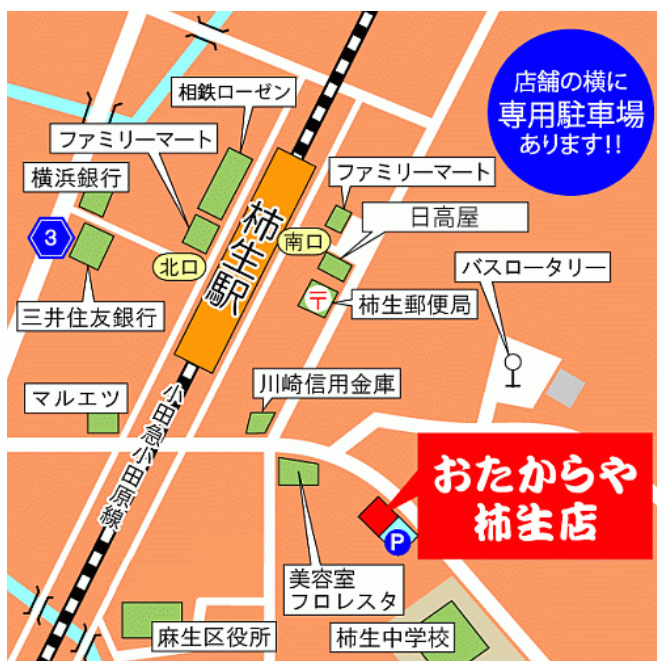 店舗の横に
専用駐車場
あります!!
相鉄ローゼン
ファミリーマート
横浜銀行
3
三井住友銀行
北口
柿生駅
南口
ファミリーマート
日高屋
〒
柿生郵便局
バスロータリー
マルエツ
川崎信用金庫
小田急小田原線
おたからや
柿生店
P
美容室
フロレスタ
麻生区役所
柿生中学校